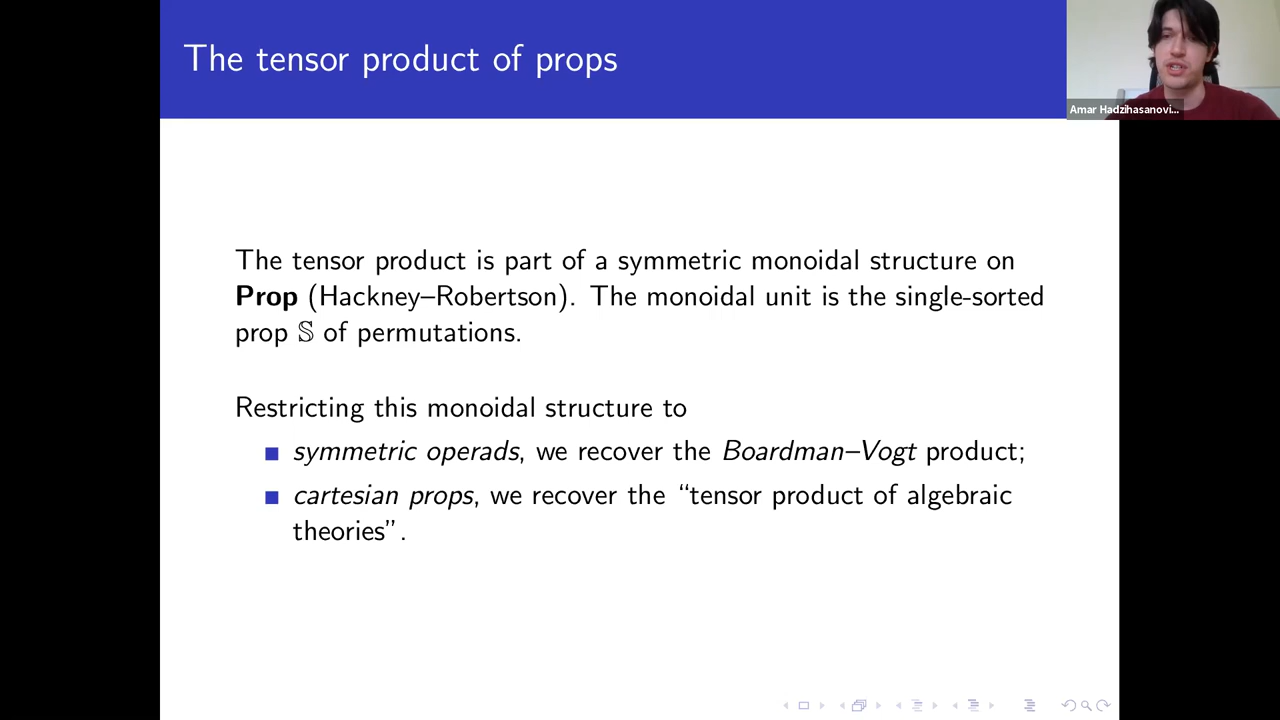 The tensor product of props
Amar Hadzihasanovi...
The tensor product is part of a symmetric monoidal structure on
Prop (Hackney–Robertson). The monoidal unit is the single-sorted
prop 𝕊 of permutations.
Restricting this monoidal structure to
symmetric operads, we recover the Boardman–Vogt product;
cartesian props, we recover the “tensor product of algebraic
theories”.